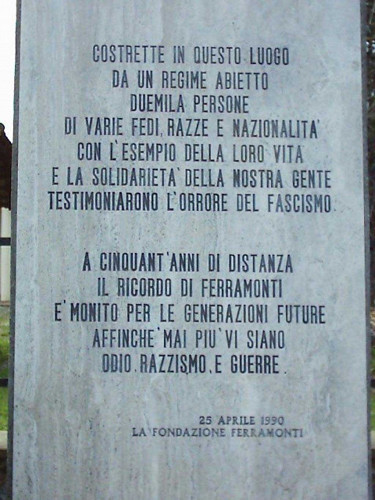 COSTRETTE IN QUESTO LUOGO
DA UN REGIME ABIETTO
DUEMILA PERSONE
DI VARIE FEDI, RAZZE E NAZIONALITA'
CON L'ESEMPIO DELLA LORO VITA
E LA SOLIDARIETA' DELLA NOSTRA GENTE
TESTIMONIARONO L'ORRORE DEL FASCISMO.
A CINQUANT'ANNI DI DISTANZA
IL RICORDO DI FERRAMONTI
E' MONITO PER LE GENERAZIONI FUTURE
AFFINCHE' MAI PIU' VI SIANO
ODIO, RAZZISMO, E GUERRE.
25 APRILE 1990
LA FONDAZIONE FERRAMONTI